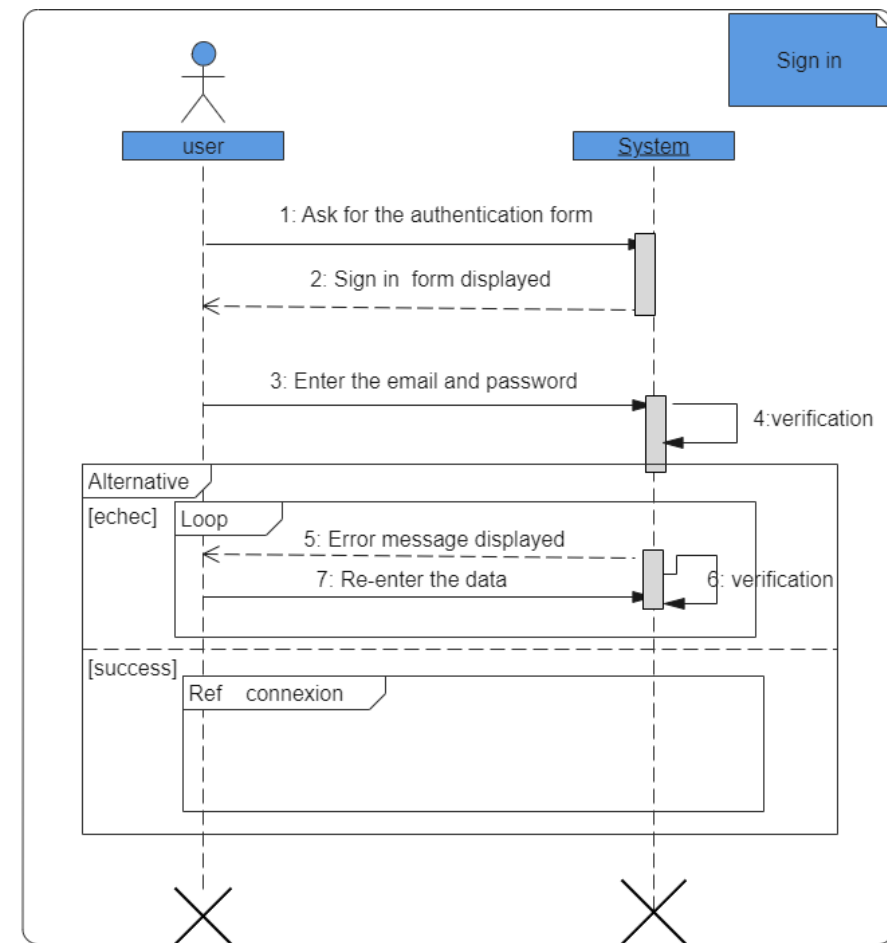 Sign in
user
System
1: Ask for the authentication form
2: Sign in  form displayed
3: Enter the email and password
4:verification
Alternative
[echec]
Loop
5: Error message displayed
7: Re-enter the data
6: verification
[success]
Ref    connexion